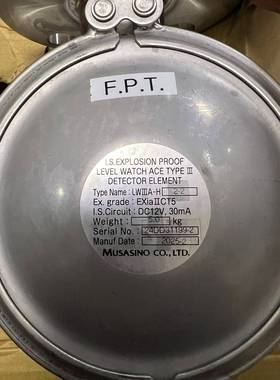 F.P.T.
I.S.EXPLOSION PROOF
LEVEL WATCH ACE TYPE Ⅲ
DETECTOR ELEMENT
Type Name: LWⅢA-H 2-2
Ex. grade: EXiaⅡCT5
I.S.Circuit: DC12V, 30mA
Weight: 5.0 kg
Serial No.:
Manuf Date: 2025-2
MUSASINO CO., LTD.